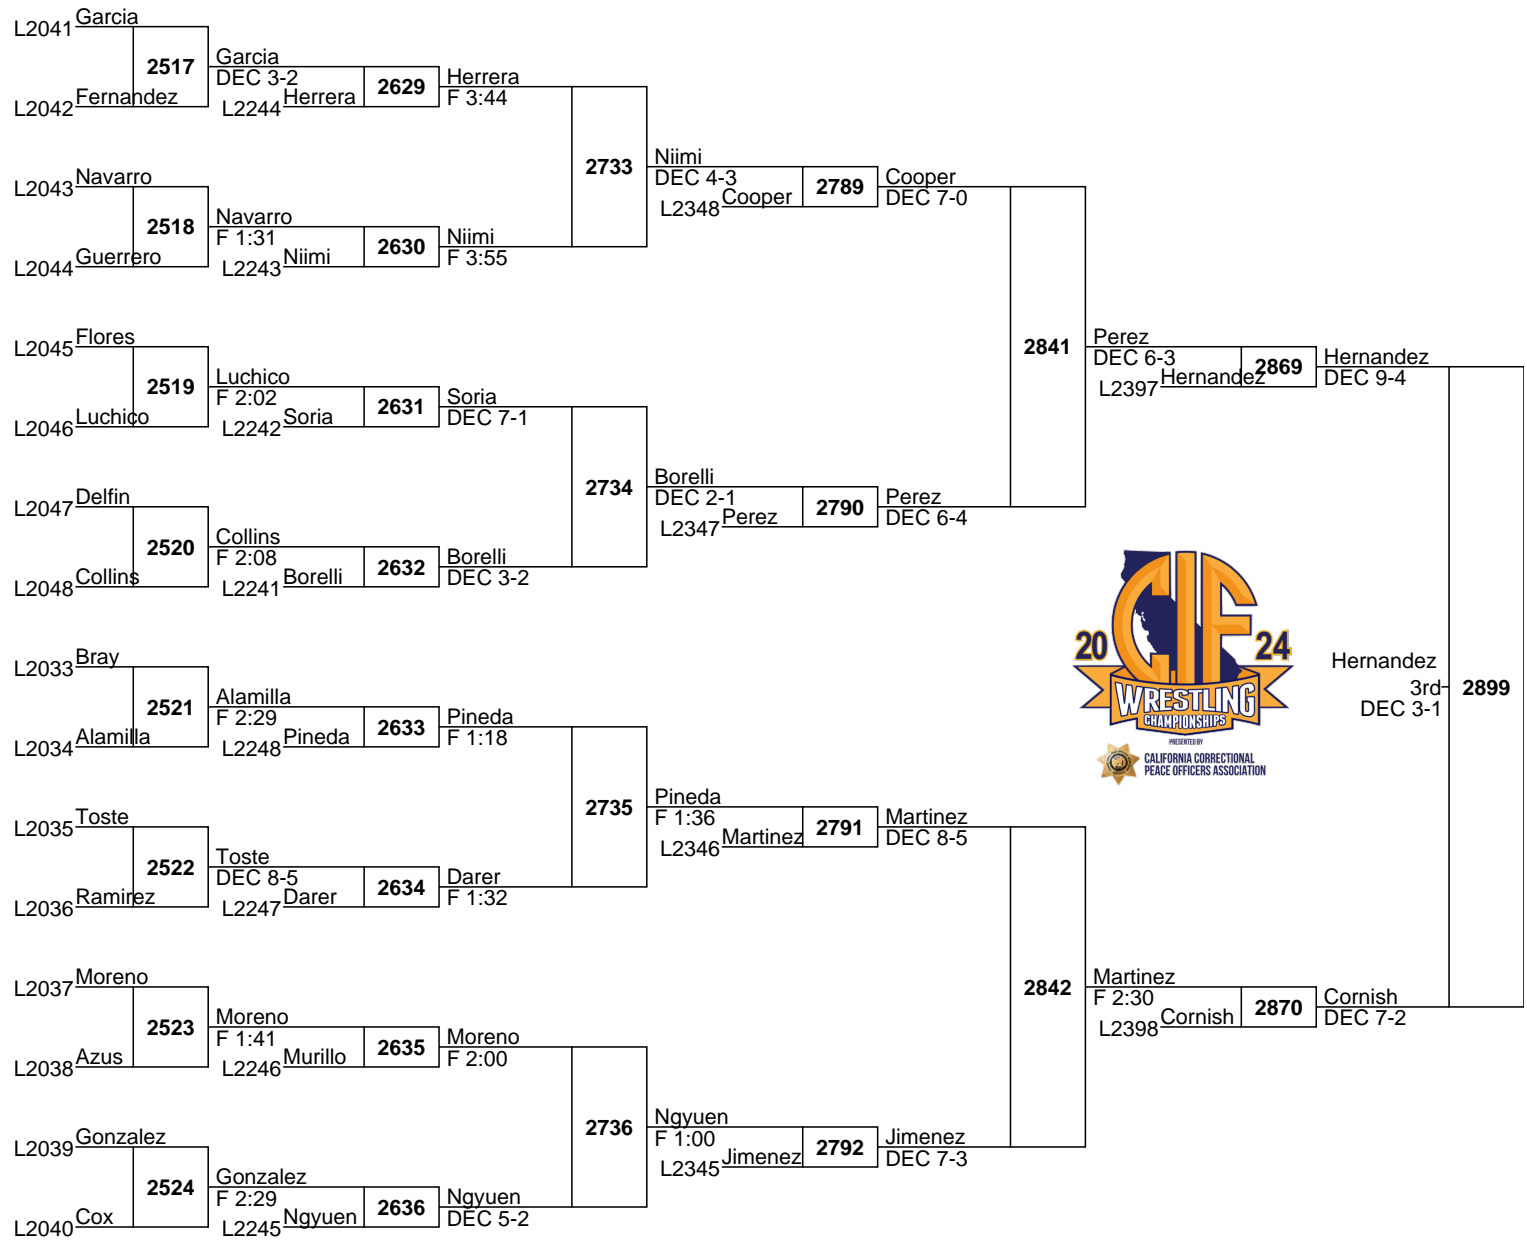 Garcia
L2041
2517
Garcia
DEC 3-2
Fernandez
L2042
L2244
Herrera
2629
Herrera
F 3:44
2733
Niimi
DEC 4-3
L2348
Cooper
2789
Cooper
DEC 7-0
Navarro
L2043
2518
Navarro
F 1:31
Guerrero
L2044
L2243
Niimi
2630
Niimi
F 3:55
Flores
L2045
2519
Luchico
F 2:02
Luchico
L2046
L2242
Soria
2631
Soria
DEC 7-1
2841
Perez
DEC 6-3
L2397
Hernandez
2869
Hernandez
DEC 9-4
2734
Borelli
DEC 2-1
L2347
Perez
2790
Perez
DEC 6-4
Delfin
L2047
2520
Collins
F 2:08
Collins
L2048
L2241
Borelli
2632
Borelli
DEC 3-2
20 CIF 24
WRESTLING
CHAMPIONSHIPS
PRESENTED BY
CALIFORNIA CORRECTIONAL
PEACE OFFICERS ASSOCIATION
Hernandez
3rd
DEC 3-1
2899
Bray
L2033
2521
Alamilla
F 2:29
Alamilla
L2034
L2248
Pineda
2633
Pineda
F 1:18
2735
Pineda
F 1:36
L2346
Martinez
2791
Martinez
DEC 8-5
Toste
L2035
2522
Toste
DEC 8-5
Ramirez
L2036
L2247
Darer
2634
Darer
F 1:32
Moreno
L2037
2523
Moreno
F 1:41
Azus
L2038
L2246
Murillo
2635
Moreno
F 2:00
2842
Martinez
F 2:30
L2398
Cornish
2870
Cornish
DEC 7-2
2736
Ngyuen
F 1:00
L2345
Jimenez
2792
Jimenez
DEC 7-3
Gonzalez
L2039
2524
Gonzalez
F 2:29
Cox
L2040
L2245
Ngyuen
2636
Ngyuen
DEC 5-2